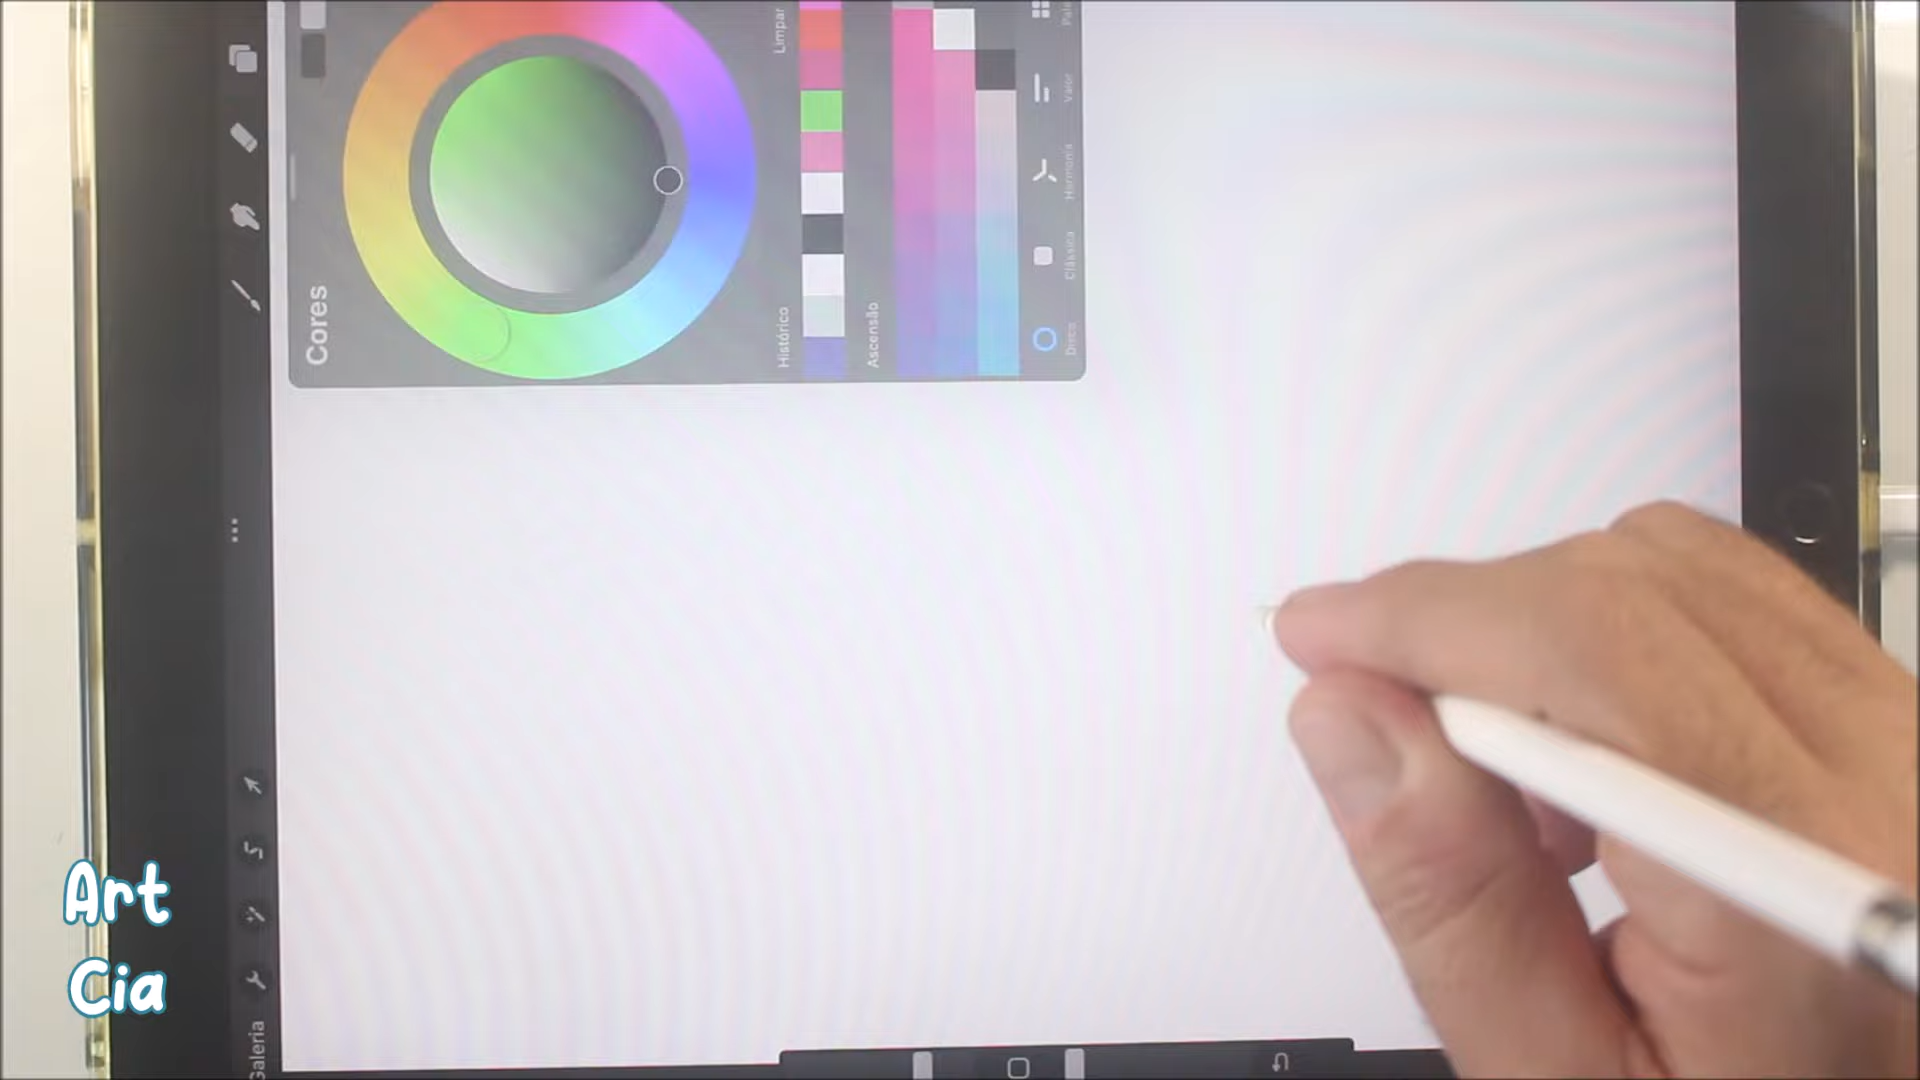 Cores
Limpar
Histórico
Ascensão
Disco
Clássica
Harmonia
Valor
Galeria
Art
Cia